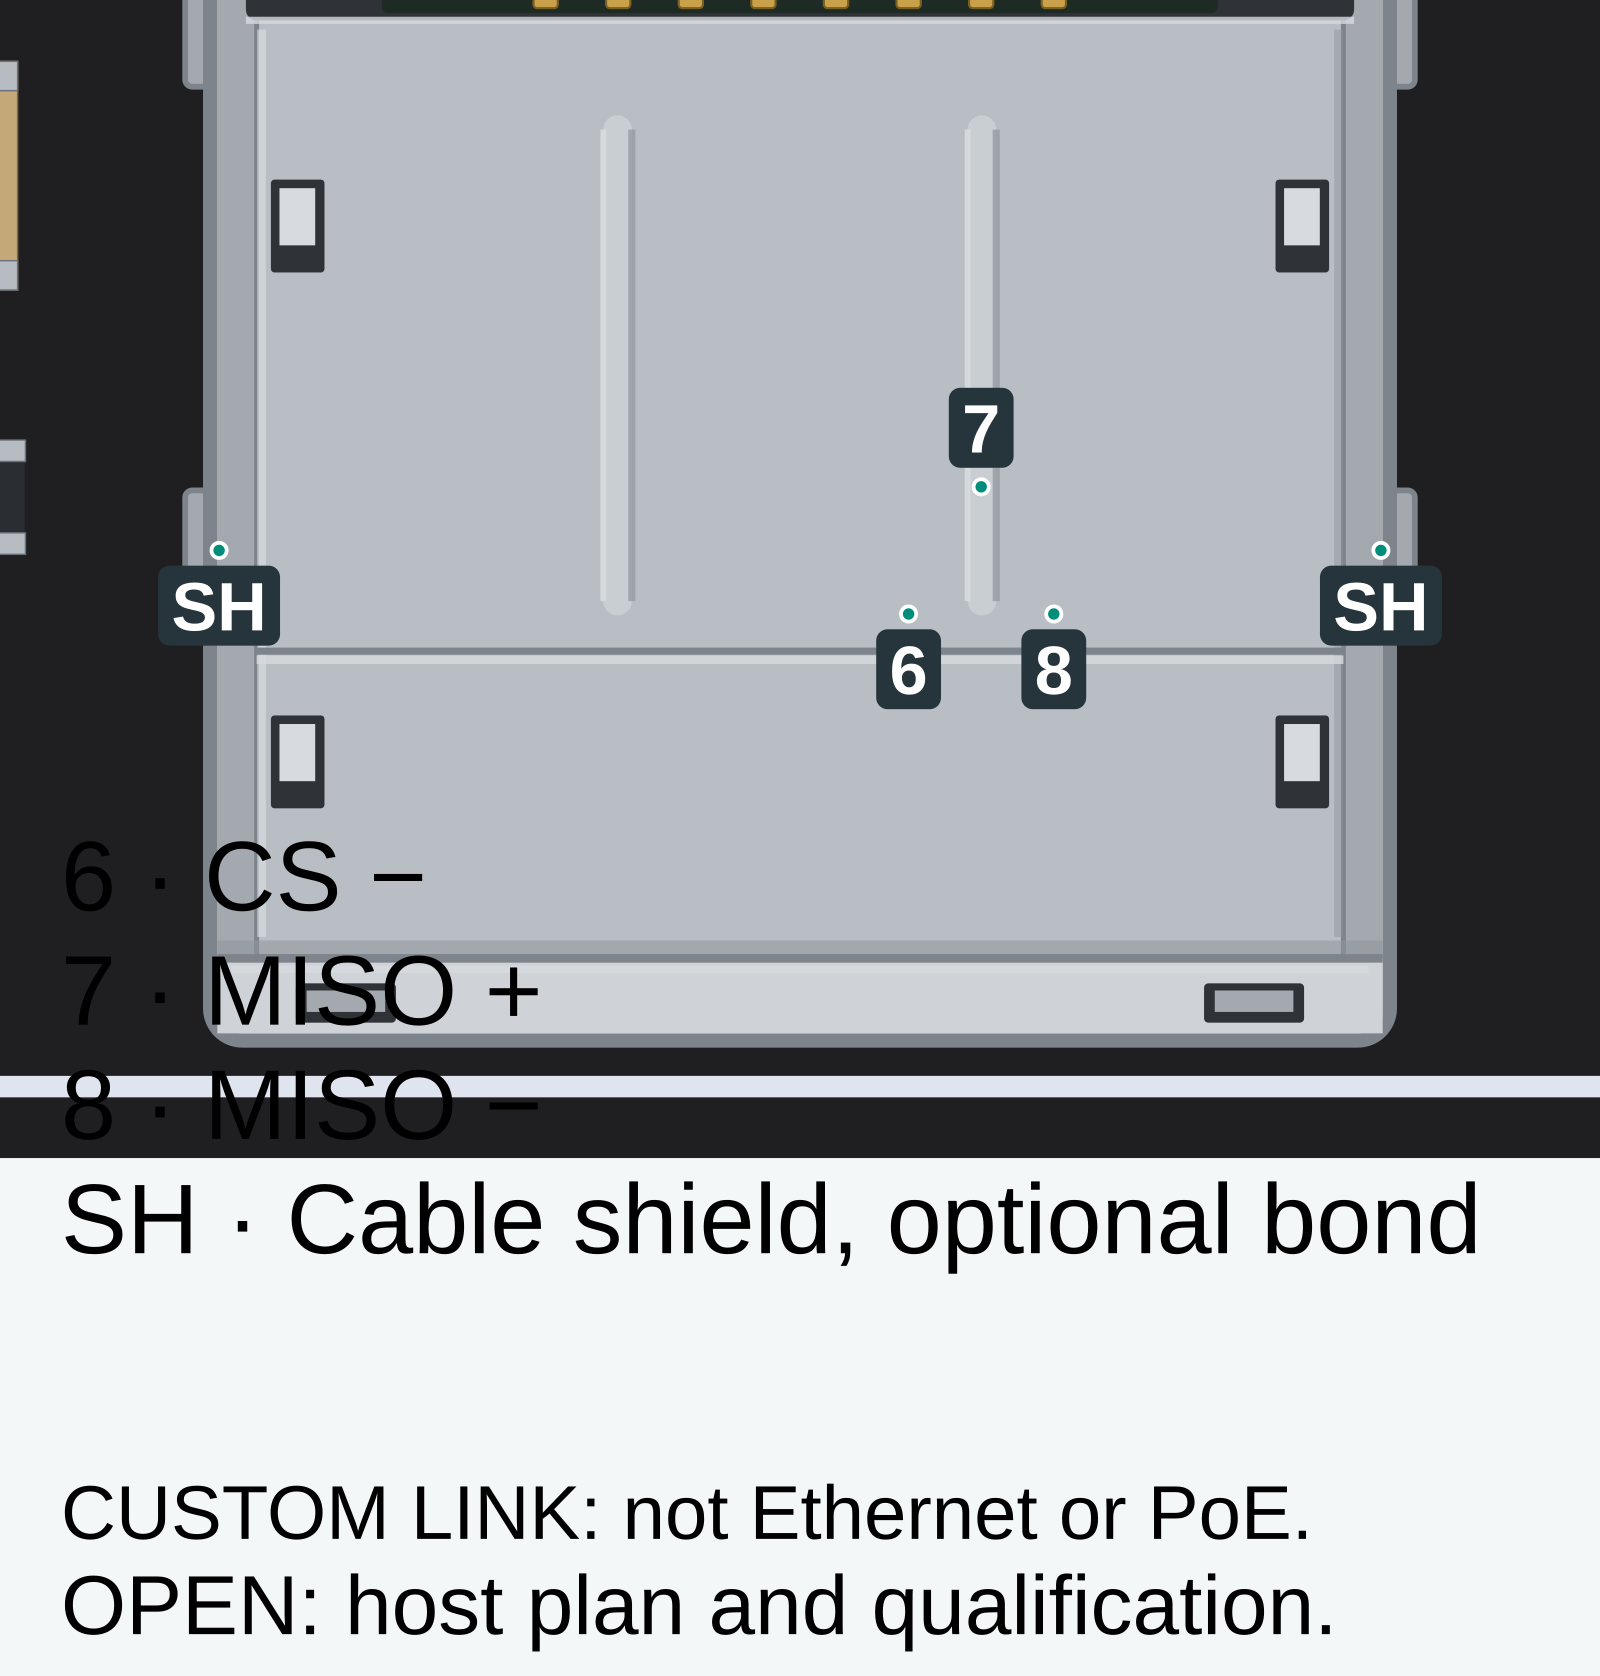 7
SH
SH
6
8
6 · CS −
7 · MISO +
8 · MISO −
SH · Cable shield, optional bond
CUSTOM LINK: not Ethernet or PoE.
OPEN: host plan and qualification.